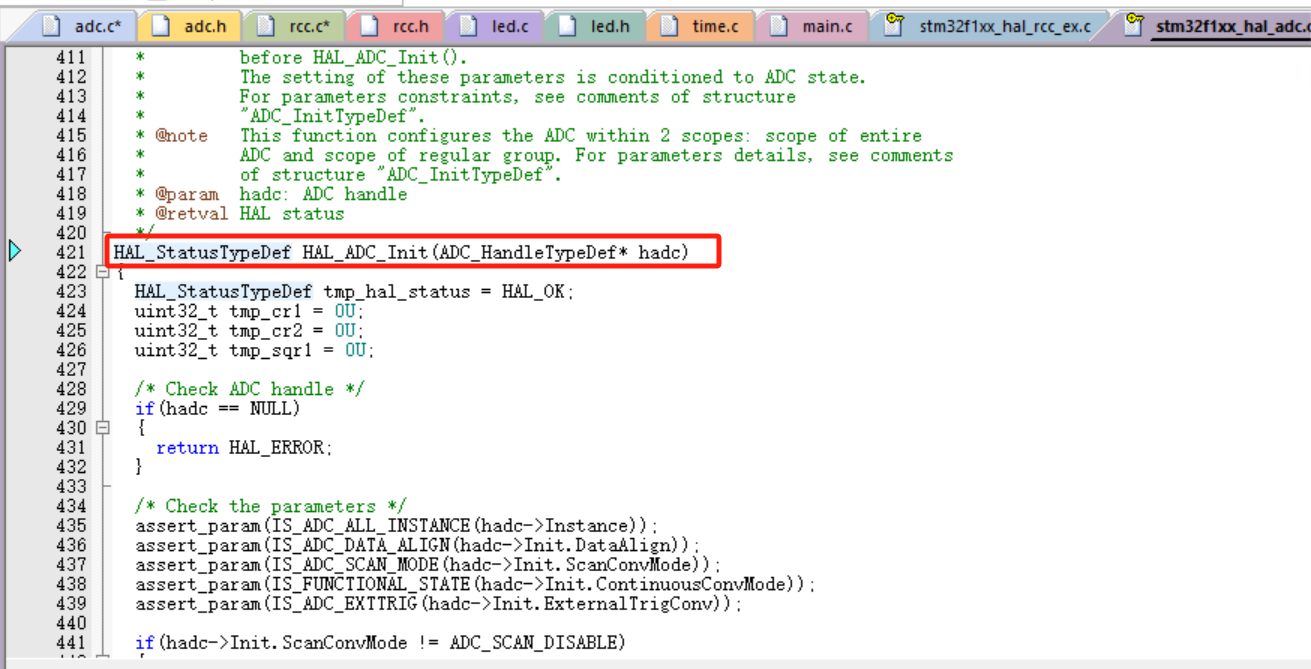 adc.c* adc.h rcc.c* rcc.h led.c led.h time.c main.c stm32f1xx_hal_rcc_ex.c stm32f1xx_hal_adc.c
411 * before HAL_ADC_Init().
412 * The setting of these parameters is conditioned to ADC state.
413 * For parameters constraints, see comments of structure
414 * "ADC_InitTypeDef".
415 * @note This function configures the ADC within 2 scopes: scope of entire
416 * ADC and scope of regular group. For parameters details, see comments
417 * of structure "ADC_InitTypeDef".
418 * @param hadc: ADC handle
419 * @retval HAL status
420 */
421 HAL_StatusTypeDef HAL_ADC_Init(ADC_HandleTypeDef* hadc)
422 {
423 HAL_StatusTypeDef tmp_hal_status = HAL_OK;
424 uint32_t tmp_cr1 = 0U;
425 uint32_t tmp_cr2 = 0U;
426 uint32_t tmp_sqr1 = 0U;
427
428 /* Check ADC handle */
429 if(hadc == NULL)
430 {
431 return HAL_ERROR;
432 }
433
434 /* Check the parameters */
435 assert_param(IS_ADC_ALL_INSTANCE(hadc->Instance));
436 assert_param(IS_ADC_DATA_ALIGN(hadc->Init.DataAlign));
437 assert_param(IS_ADC_SCAN_MODE(hadc->Init.ScanConvMode));
438 assert_param(IS_FUNCTIONAL_STATE(hadc->Init.ContinuousConvMode));
439 assert_param(IS_ADC_EXTTRIG(hadc->Init.ExternalTrigConv));
440
441 if(hadc->Init.ScanConvMode != ADC_SCAN_DISABLE)